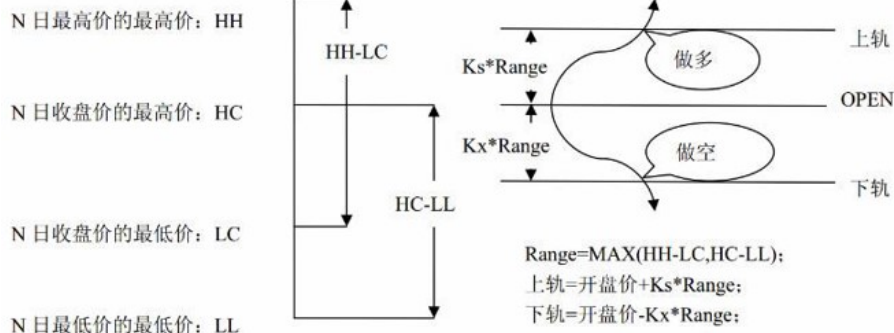 N 日最高价的最高价：HH
N 日收盘价的最高价：HC
N 日收盘价的最低价：LC
N 日最低价的最低价：LL
HH-LC
HC-LL
Ks*Range
Kx*Range
做多
做空
上轨
OPEN
下轨
Range=MAX(HH-LC,HC-LL)；
上轨=开盘价+Ks*Range；
下轨=开盘价-Kx*Range；